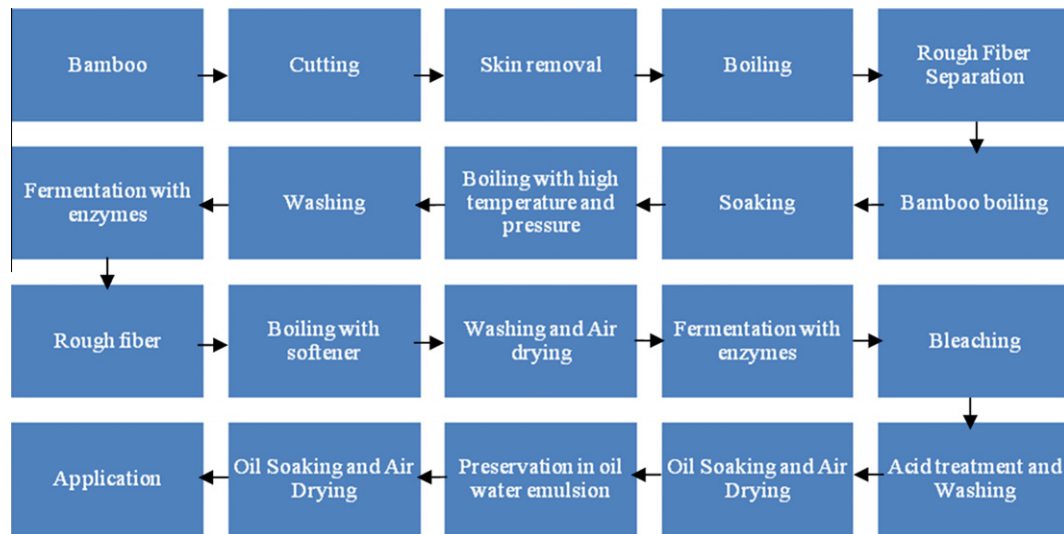 Bamboo
Cutting
Skin removal
Boiling
Rough Fiber
Separation
Bamboo boiling
Soaking
Boiling with high
temperature and
pressure
Washing
Fermentation with
enzymes
Rough fiber
Boiling with
softener
Washing and Air
drying
Fermentation with
enzymes
Bleaching
Acid treatment and
Washing
Oil Soaking and Air
Drying
Preservation in oil
water emulsion
Oil Soaking and Air
Drying
Application